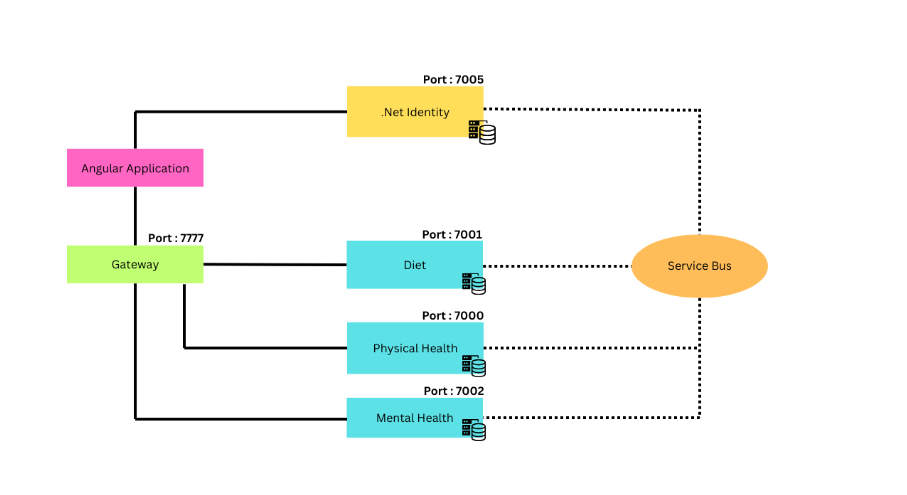 Port : 7005
.Net Identity
Angular Application
Port : 7777
Gateway
Port : 7001
Diet
Service Bus
Port : 7000
Physical Health
Port : 7002
Mental Health